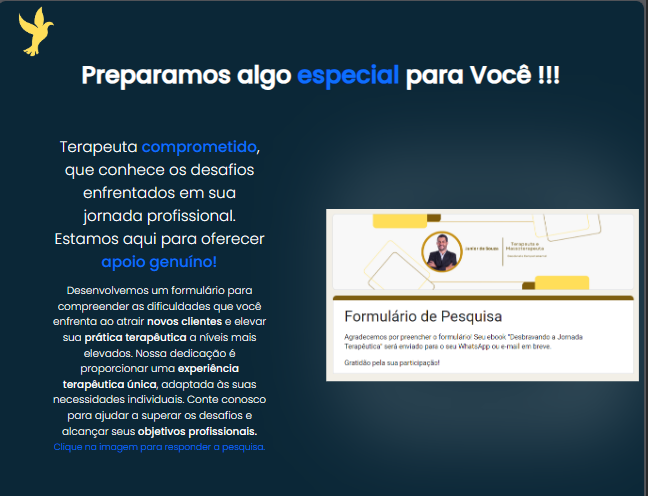 Preparamos algo especial para Você !!!
Terapeuta comprometido,
que conhece os desafios
enfrentados em sua
jornada profissional.
Estamos aqui para oferecer
apoio genuíno!
Desenvolvemos um formulário para
compreender as dificuldades que você
enfrenta ao atrair novos clientes e elevar
sua prática terapêutica a níveis mais
elevados. Nossa dedicação é
proporcionar uma experiência
terapêutica única, adaptada às suas
necessidades individuais. Conte conosco
para ajudar a superar os desafios e
alcançar seus objetivos profissionais.
Clique na imagem para responder a pesquisa.
Junior de Souza
Terapeuta e
Massoterapeuta
Formulário de Pesquisa
Agradecemos por preencher o formulário! Seu ebook "Desbravando a Jornada
Terapêutica" será enviado para o seu WhatsApp ou e-mail em breve.
Gratidão pela sua participação!